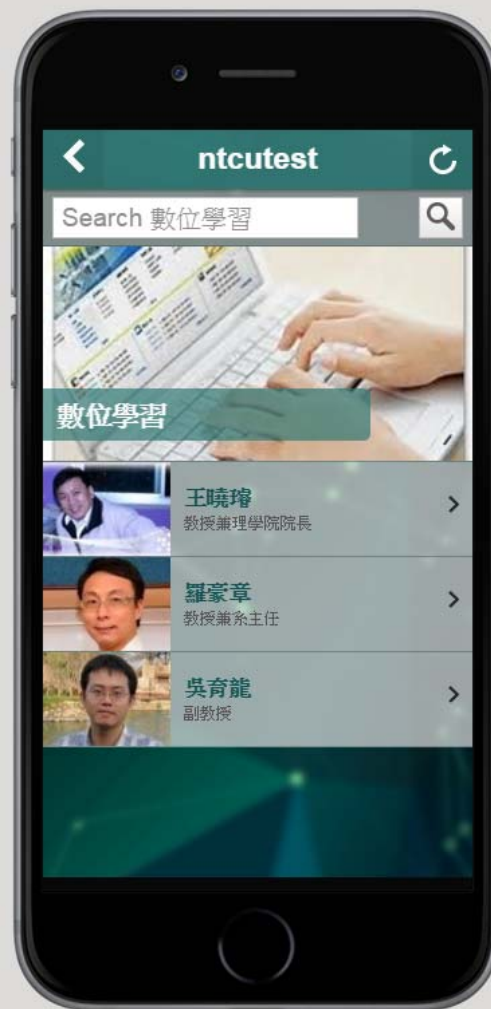 ntcutest
Search 數位學習
數位學習
王曉璿
教授兼理學院院長
羅豪章
教授兼系主任
吳育龍
副教授